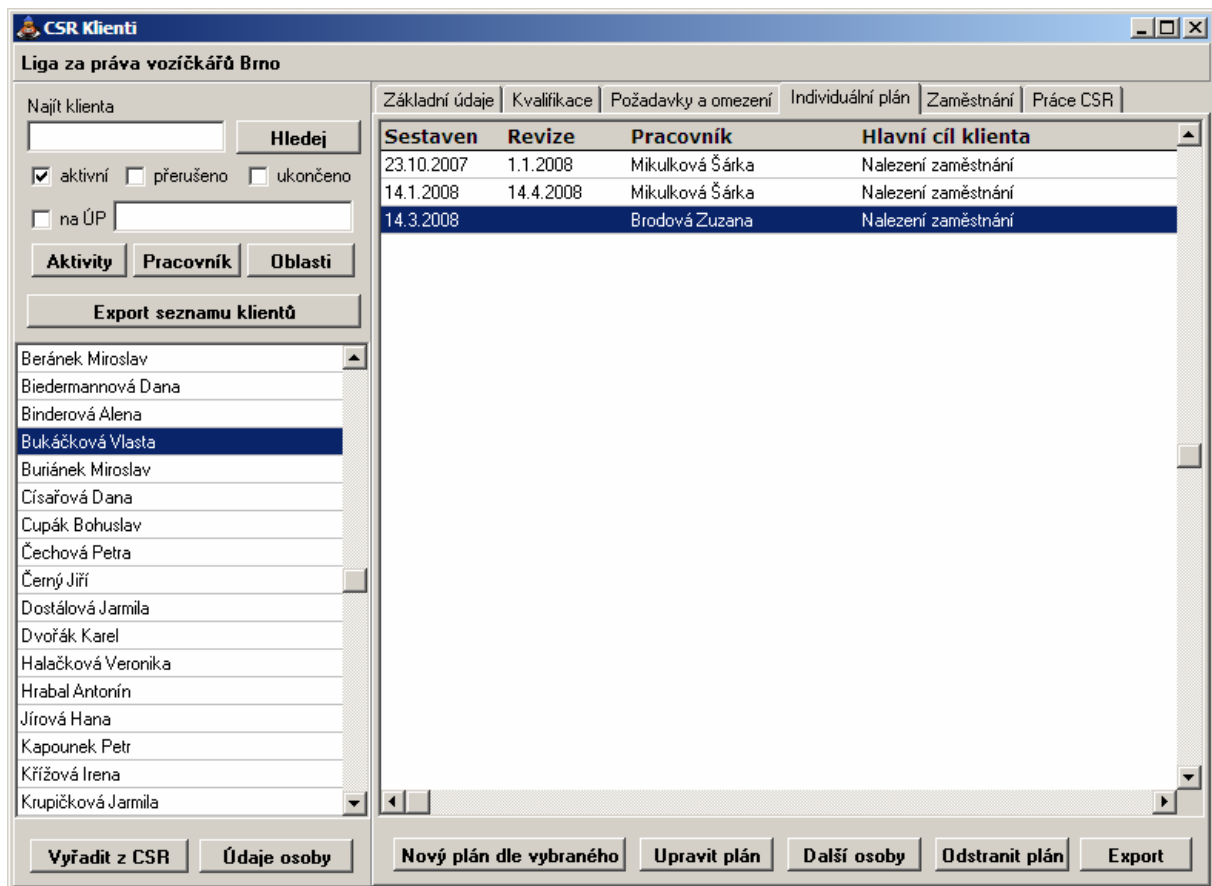 CSR Klienti
Liga za práva vozíčkářů Brno
Najít klienta
Hledej
aktivní přerušeno ukončeno
na ÚP
Aktivity Pracovník Oblasti
Export seznamu klientů
Beránek Miroslav
Biedermannová Dana
Binderová Alena
Bukáčková Vlasta
Buriánek Miroslav
Císařová Dana
Cupák Bohuslav
Čechová Petra
Černý Jiří
Dostálová Jarmila
Dvořák Karel
Halačková Veronika
Hrabal Antonín
Jírová Hana
Kapounek Petr
Křížová Irena
Krupičková Jarmila
Vyřadit z CSR Údaje osoby
Základní údaje Kvalifikace Požadavky a omezení Individuální plán Zaměstnání Práce CSR
Sestaven Revize Pracovník Hlavní cíl klienta
23.10.2007 1.1.2008 Mikulková Šárka Nalezení zaměstnání
14.1.2008 14.4.2008 Mikulková Šárka Nalezení zaměstnání
14.3.2008 Brodová Zuzana Nalezení zaměstnání
Nový plán dle vybraného Upravit plán Další osoby Odstranit plán Export